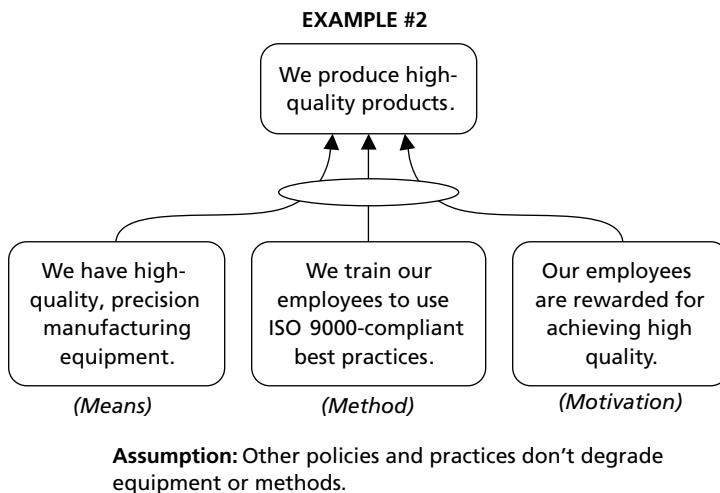 EXAMPLE #2
We produce high-
quality products.
We have high-
quality, precision
manufacturing
equipment.
We train our
employees to use
ISO 9000-compliant
best practices.
Our employees
are rewarded for
achieving high
quality.
(Means)
(Method)
(Motivation)
Assumption: Other policies and practices don’t degrade
equipment or methods.